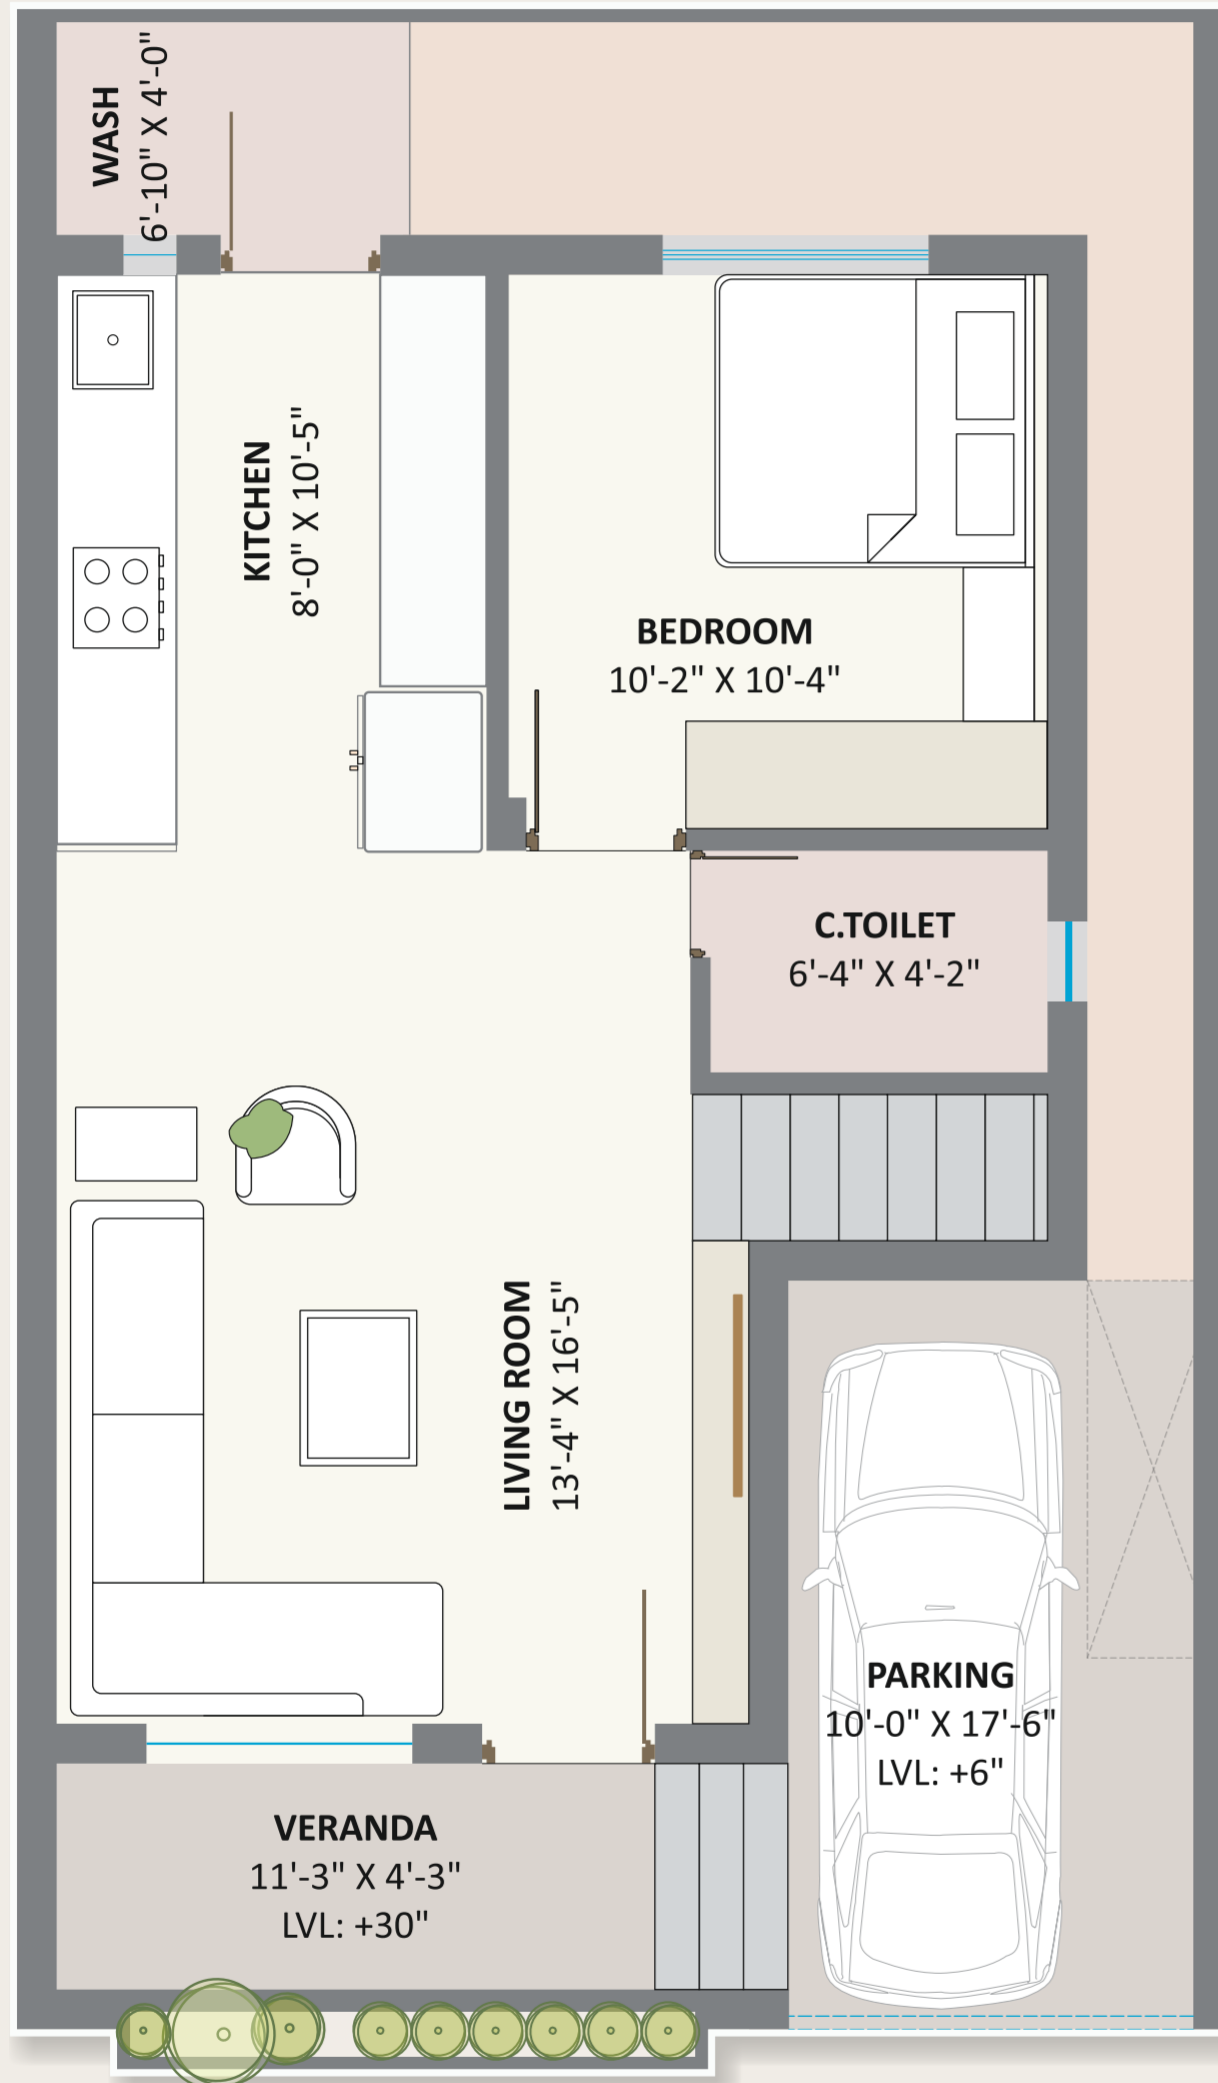 WASH
6'-10" X 4'-0"
KITCHEN
8'-0" X 10'-5"
BEDROOM
10'-2" X 10'-4"
C.TOILET
6'-4" X 4'-2"
LIVING ROOM
13'-4" X 16'-5"
PARKING
10'-0" X 17'-6"
LVL: +6"
VERANDA
11'-3" X 4'-3"
LVL: +30"